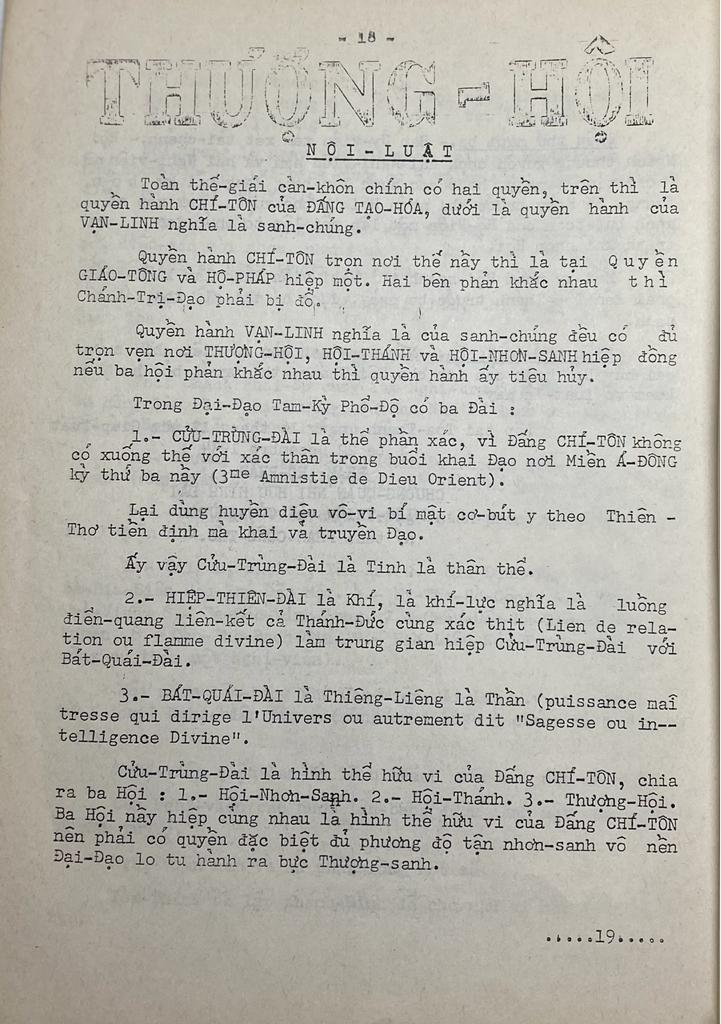 - 18 -
THƯỢNG-HỘI
NỘI-LUẬT
Toàn thế-giái càn-khôn chính có hai quyền, trên thì là
quyền hành CHÍ-TÔN của ĐẤNG TẠO-HÓA, dưới là quyền hành của
VẠN-LINH nghĩa là sanh-chúng.
Quyền hành CHÍ-TÔN trọn nơi thế nầy thì là tại Quyền
GIÁO-TÔNG và HỘ-PHÁP hiệp một. Hai bên phản khắc nhau thì
Chánh-Trị-Đạo phải bị đổ.
Quyền hành VẠN-LINH nghĩa là của sanh-chúng đều có đủ
trọn vẹn nơi THƯỢNG-HỘI, HỘI-THÁNH và HỘI-NHƠN-SANH hiệp đồng
nếu ba hội phản khắc nhau thì quyền hành ấy tiêu hủy.
Trong Đại-Đạo Tam-Kỳ Phổ-Độ có ba Đài :
1.- CỬU-TRÙNG-ĐÀI là thể phần xác, vì Đấng CHÍ-TÔN không
có xuống thế với xác thân trong buổi khai Đạo nơi Miền Á-ĐÔNG
kỳ thứ ba nầy (3me Amnistie de Dieu Orient).
Lại dùng huyền diệu vô-vi bí mật cơ-bút y theo Thiên -
Thơ tiền định mà khai và truyền Đạo.
Ấy vậy Cửu-Trùng-Đài là Tinh là thân thể.
2.- HIỆP-THIÊN-ĐÀI là Khí, là khí-lực nghĩa là luồng
điển-quang liên-kết cả Thánh-Đức cùng xác thịt (Lien de rela-
tion ou flamme divine) làm trung gian hiệp Cửu-Trùng-Đài với
Bát-Quái-Đài.
3.- BÁT-QUÁI-ĐÀI là Thiêng-Liêng là Thần (puissance maî
tresse qui dirige l'Univers ou autrement dit "Sagesse ou in--
telligence Divine".
Cửu-Trùng-Đài là hình thể hữu vi của Đấng CHÍ-TÔN, chia
ra ba Hội : 1.- Hội-Nhơn-Sanh. 2.- Hội-Thánh. 3.- Thượng-Hội.
Ba Hội nầy hiệp cùng nhau là hình thể hữu vi của Đấng CHÍ-TÔN
nên phải có quyền đặc biệt đủ phương độ tận nhơn-sanh vô nền
Đại-Đạo lo tu hành ra bực Thượng-sanh.
.....19.....